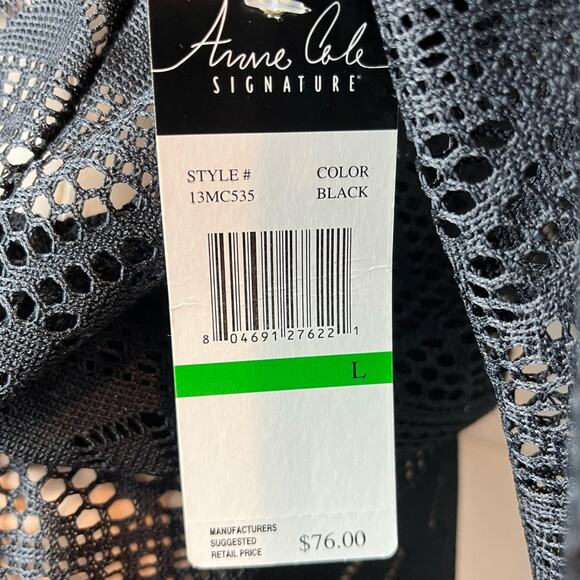 Anne Cole
SIGNATURE
STYLE # COLOR
13MC535 BLACK
8 04691 27622 1
L
MANUFACTURERS
SUGGESTED
RETAIL PRICE $76.00